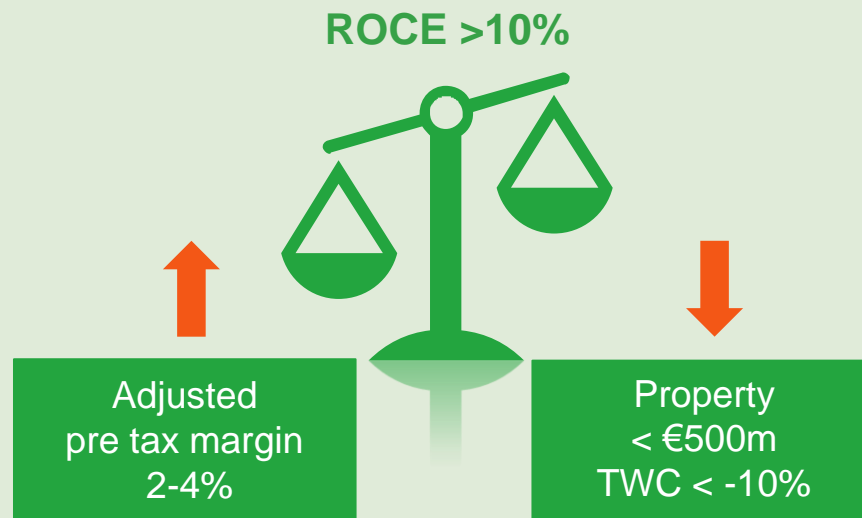 ROCE >10%
Adjusted
pre tax margin
2-4%
Property
< €500m
TWC < -10%